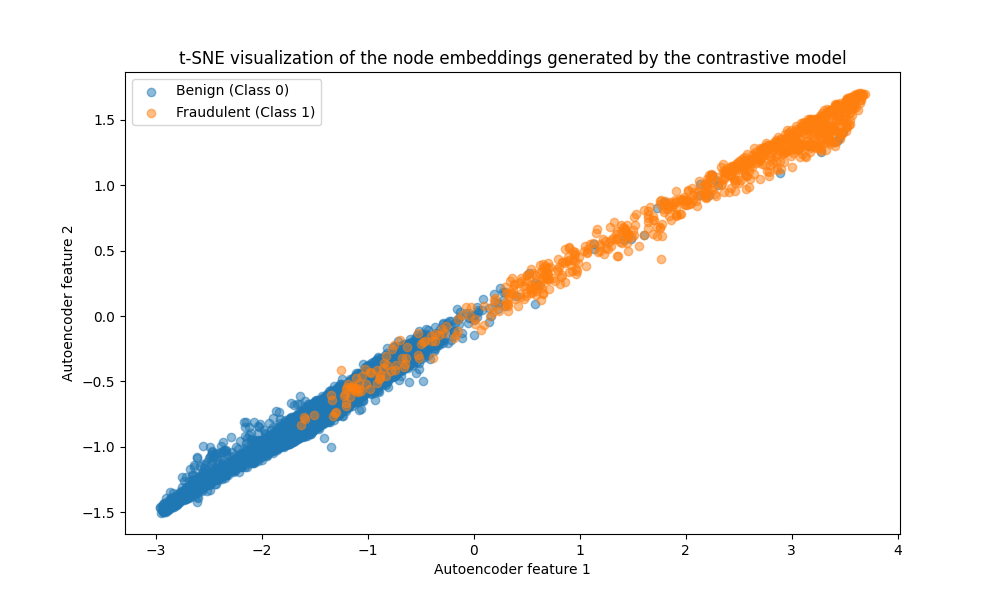 t-SNE visualization of the node embeddings generated by the contrastive model
Benign (Class 0)
Fraudulent (Class 1)
Autoencoder feature 2
1.5
1.0
0.5
0.0
−0.5
−1.0
−1.5
−3 −2 −1 0 1 2 3 4
Autoencoder feature 1